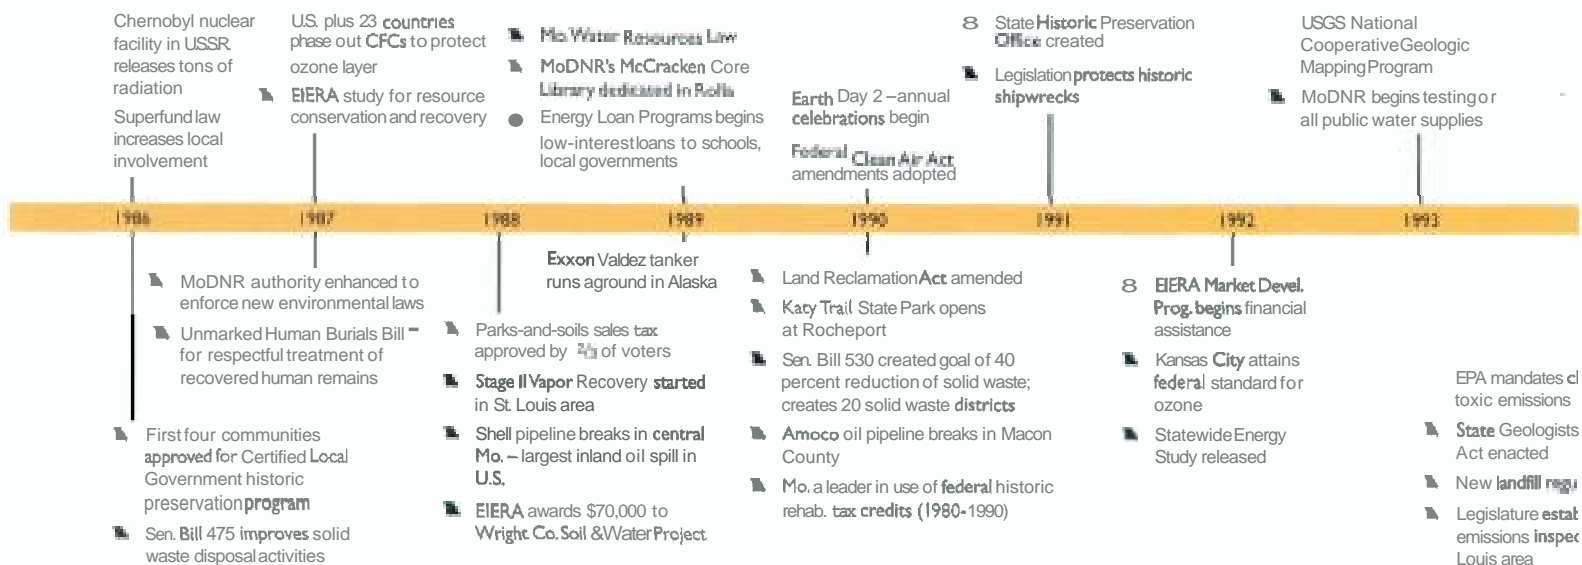 Chernobyl nuclear
facility in USSR
releases tons of
radiation
Superfund law
increases local
involvement
U.S. plus 23 countries
phase out CFCs to protect
ozone layer
EIERA study for resource
conservation and recovery
Mo. Water Resources Law
MoDNR's McCracken Core
Library dedicated in Rolla
Energy Loan Programs begins
low-interest loans to schools,
local governments
Earth Day 2 – annual
celebrations begin
Federal Clean Air Act
amendments adopted
8 State Historic Preservation
Office created
Legislation protects historic
shipwrecks
USGS National
Cooperative Geologic
Mapping Program
MoDNR begins testing or
all public water supplies
1986 1987 1988 1989 1990 1991 1992 1993
MoDNR authority enhanced to
enforce new environmental laws
Unmarked Human Burials Bill –
for respectful treatment of
recovered human remains
First four communities
approved for Certified Local
Government historic
preservation program
Sen. Bill 475 improves solid
waste disposal activities
Exxon Valdez tanker
runs aground in Alaska
Parks-and-soils sales tax
approved by ⅔ of voters
Stage II Vapor Recovery started
in St. Louis area
Shell pipeline breaks in central
Mo. – largest inland oil spill in
U.S.
EIERA awards $70,000 to
Wright Co. Soil & Water Project
Land Reclamation Act amended
Katy Trail State Park opens
at Rocheport
Sen. Bill 530 created goal of 40
percent reduction of solid waste;
creates 20 solid waste districts
Amoco oil pipeline breaks in Macon
County
Mo. a leader in use of federal historic
rehab. tax credits (1980-1990)
8 EIERA Market Devel.
Prog. begins financial
assistance
Kansas City attains
federal standard for
ozone
Statewide Energy
Study released
EPA mandates cl
toxic emissions
State Geologists
Act enacted
New landfill regu
Legislature estab
emissions inspec
Louis area